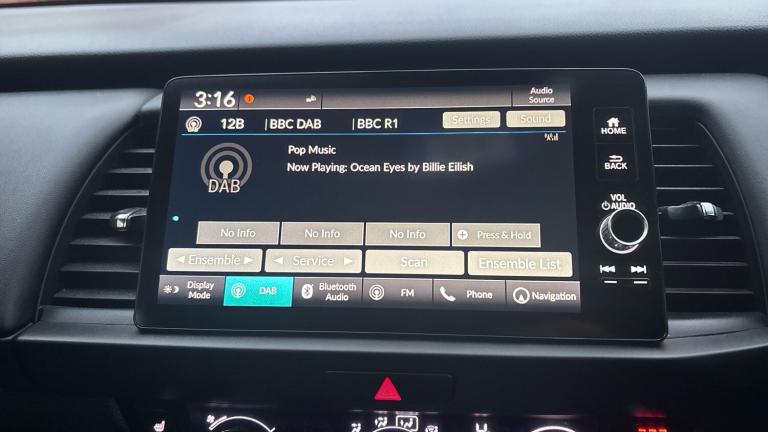 3:16
Audio
Source
12B | BBC DAB | BBC R1 Settings Sound
DAB
Pop Music
Now Playing: Ocean Eyes by Billie Eilish
No Info No Info No Info Press & Hold
Ensemble Service Scan Ensemble List
Display
Mode
DAB
Bluetooth
Audio
FM
Phone
Navigation
HOME
BACK
VOL
AUDIO